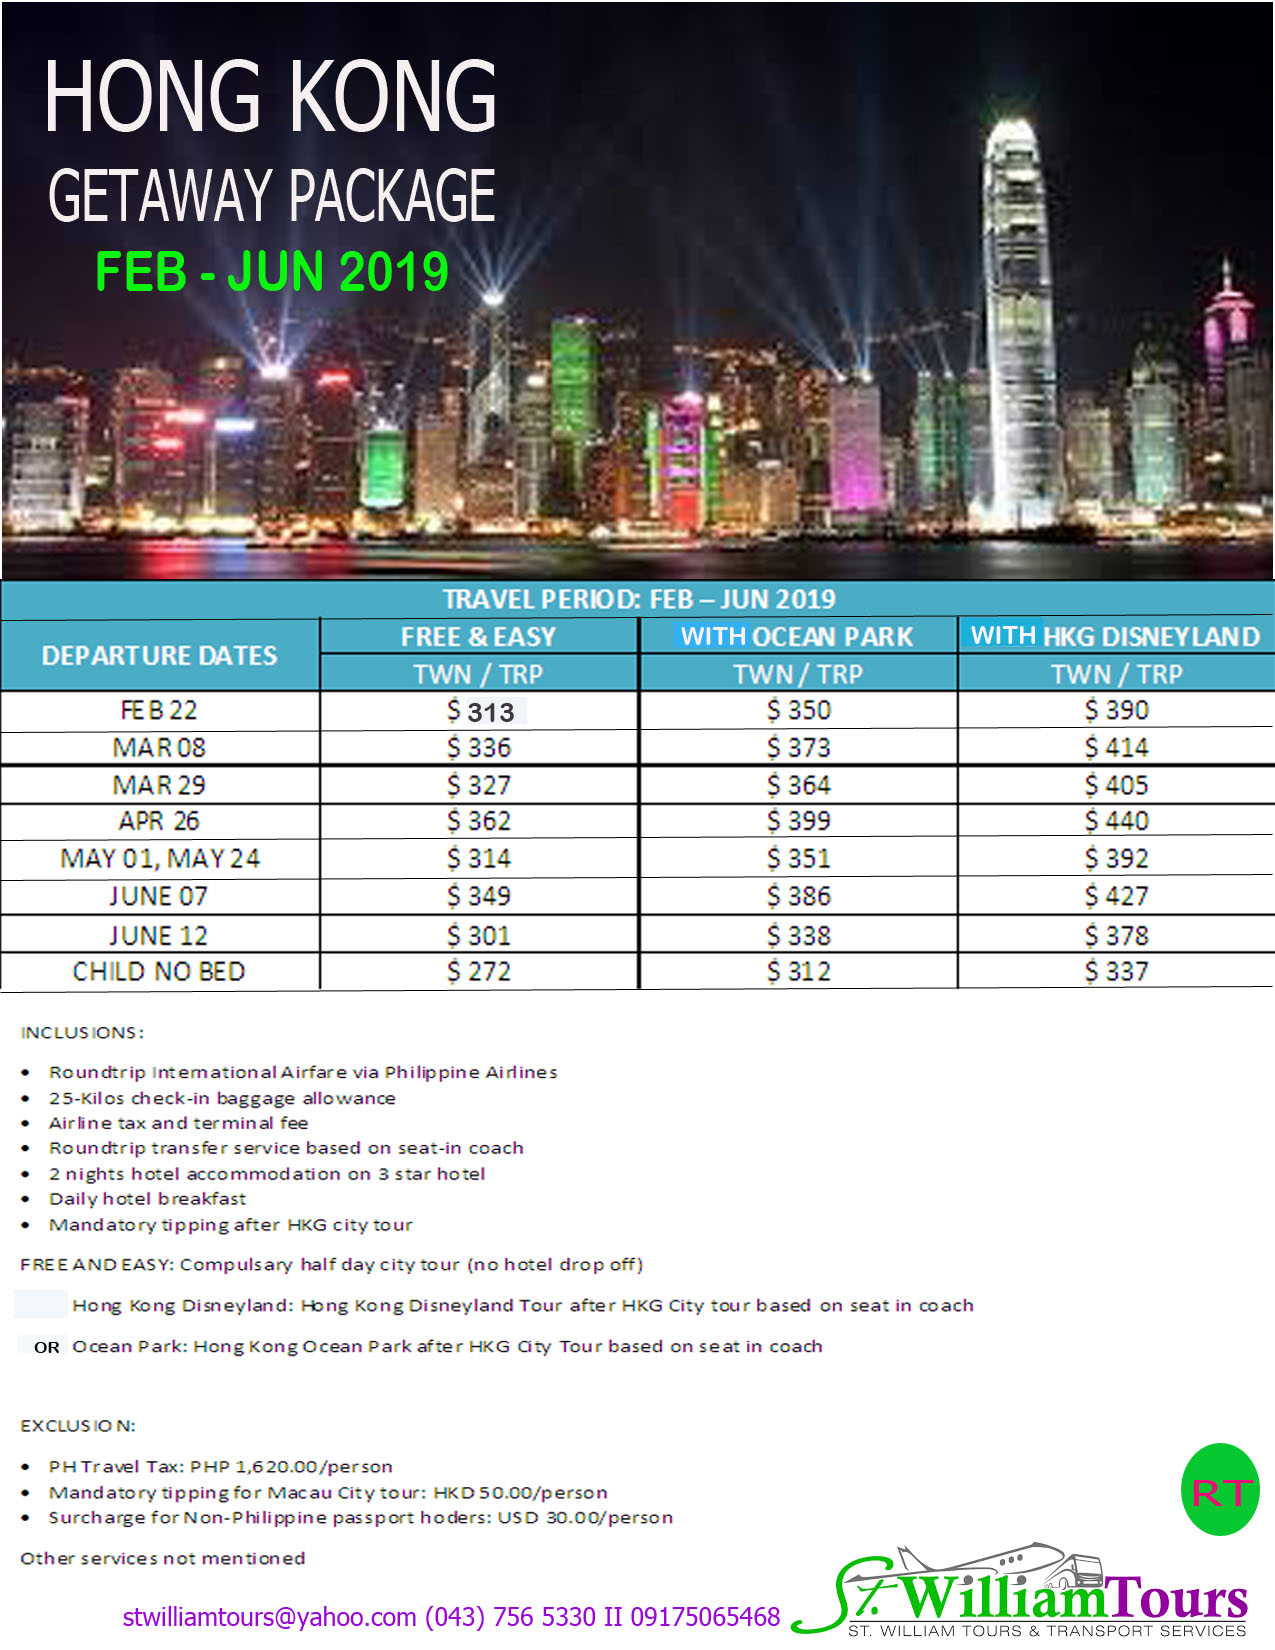 HONG KONG
GETAWAY PACKAGE
FEB - JUN 2019
TRAVEL PERIOD: FEB – JUN 2019
DEPARTURE DATES FREE & EASY WITH OCEAN PARK WITH HKG DISNEYLAND
TWN / TRP TWN / TRP TWN / TRP
FEB 22 $ 313 $ 350 $ 390
MAR 08 $ 336 $ 373 $ 414
MAR 29 $ 327 $ 364 $ 405
APR 26 $ 362 $ 399 $ 440
MAY 01, MAY 24 $ 314 $ 351 $ 392
JUNE 07 $ 349 $ 386 $ 427
JUNE 12 $ 301 $ 338 $ 378
CHILD NO BED $ 272 $ 312 $ 337
INCLUSIONS:
• Roundtrip International Airfare via Philippine Airlines
• 25-Kilos check-in baggage allowance
• Airline tax and terminal fee
• Roundtrip transfer service based on seat-in coach
• 2 nights hotel accommodation on 3 star hotel
• Daily hotel breakfast
• Mandatory tipping after HKG city tour
FREE AND EASY: Compulsary half day city tour (no hotel drop off)
Hong Kong Disneyland: Hong Kong Disneyland Tour after HKG City tour based on seat in coach
OR Ocean Park: Hong Kong Ocean Park after HKG City Tour based on seat in coach
EXCLUSION:
• PH Travel Tax: PHP 1,620.00/person
• Mandatory tipping for Macau City tour: HKD 50.00/person
• Surcharge for Non-Philippine passport hoders: USD 30.00/person
Other services not mentioned
RT
stwilliamtours@yahoo.com (043) 756 5330 II 09175065468
St. William Tours
ST. WILLIAM TOURS & TRANSPORT SERVICES